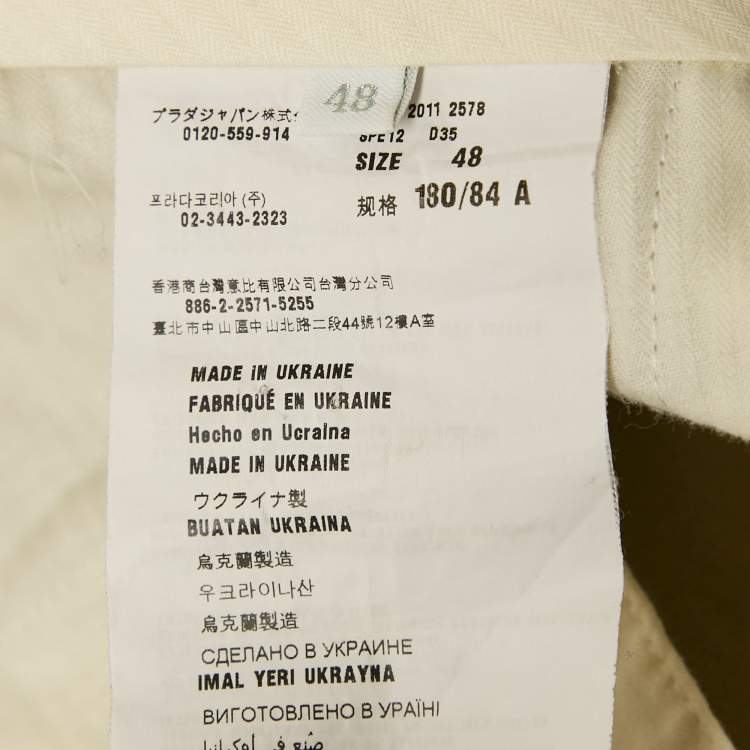 48
プラダジャパン株式
0120-559-914
2011 2578
SPE12 D35
SIZE 48
프라다코리아 (주)
02-3443-2323
规格 180/84 A
香港商台灣意比有限公司台灣分公司
886-2-2571-5255
臺北市中山區中山北路二段44號12樓A室
MADE IN UKRAINE
FABRIQUÉ EN UKRAINE
Hecho en Ucraina
MADE IN UKRAINE
ウクライナ製
BUATAN UKRAINA
烏克蘭製造
우크라이나산
烏克蘭製造
СДЕЛАНО В УКРАИНЕ
IMAL YERI UKRAYNA
ВИГОТОВЛЕНО В УРАЇНІ
صنع في أوكرانيا